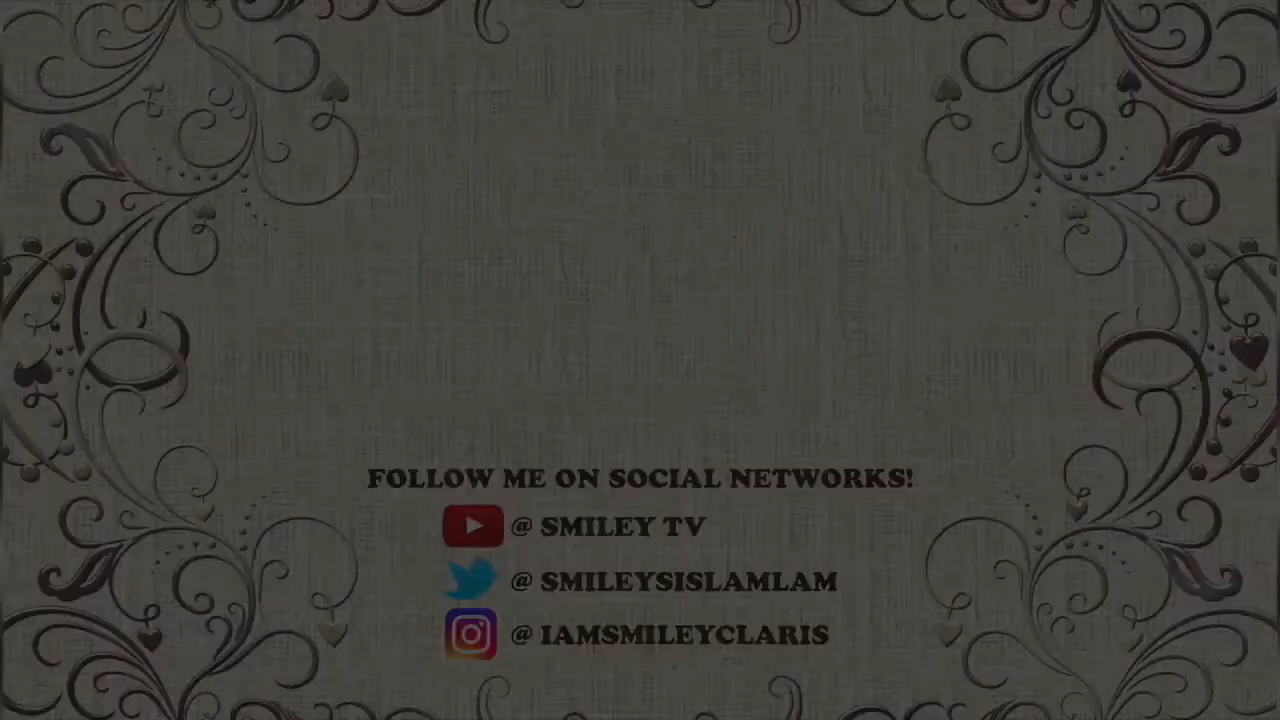 FOLLOW ME ON SOCIAL NETWORKS!
@ SMILEY TV
@ SMILEYSISLAMLAM
@ IAMSMILEYCLARIS